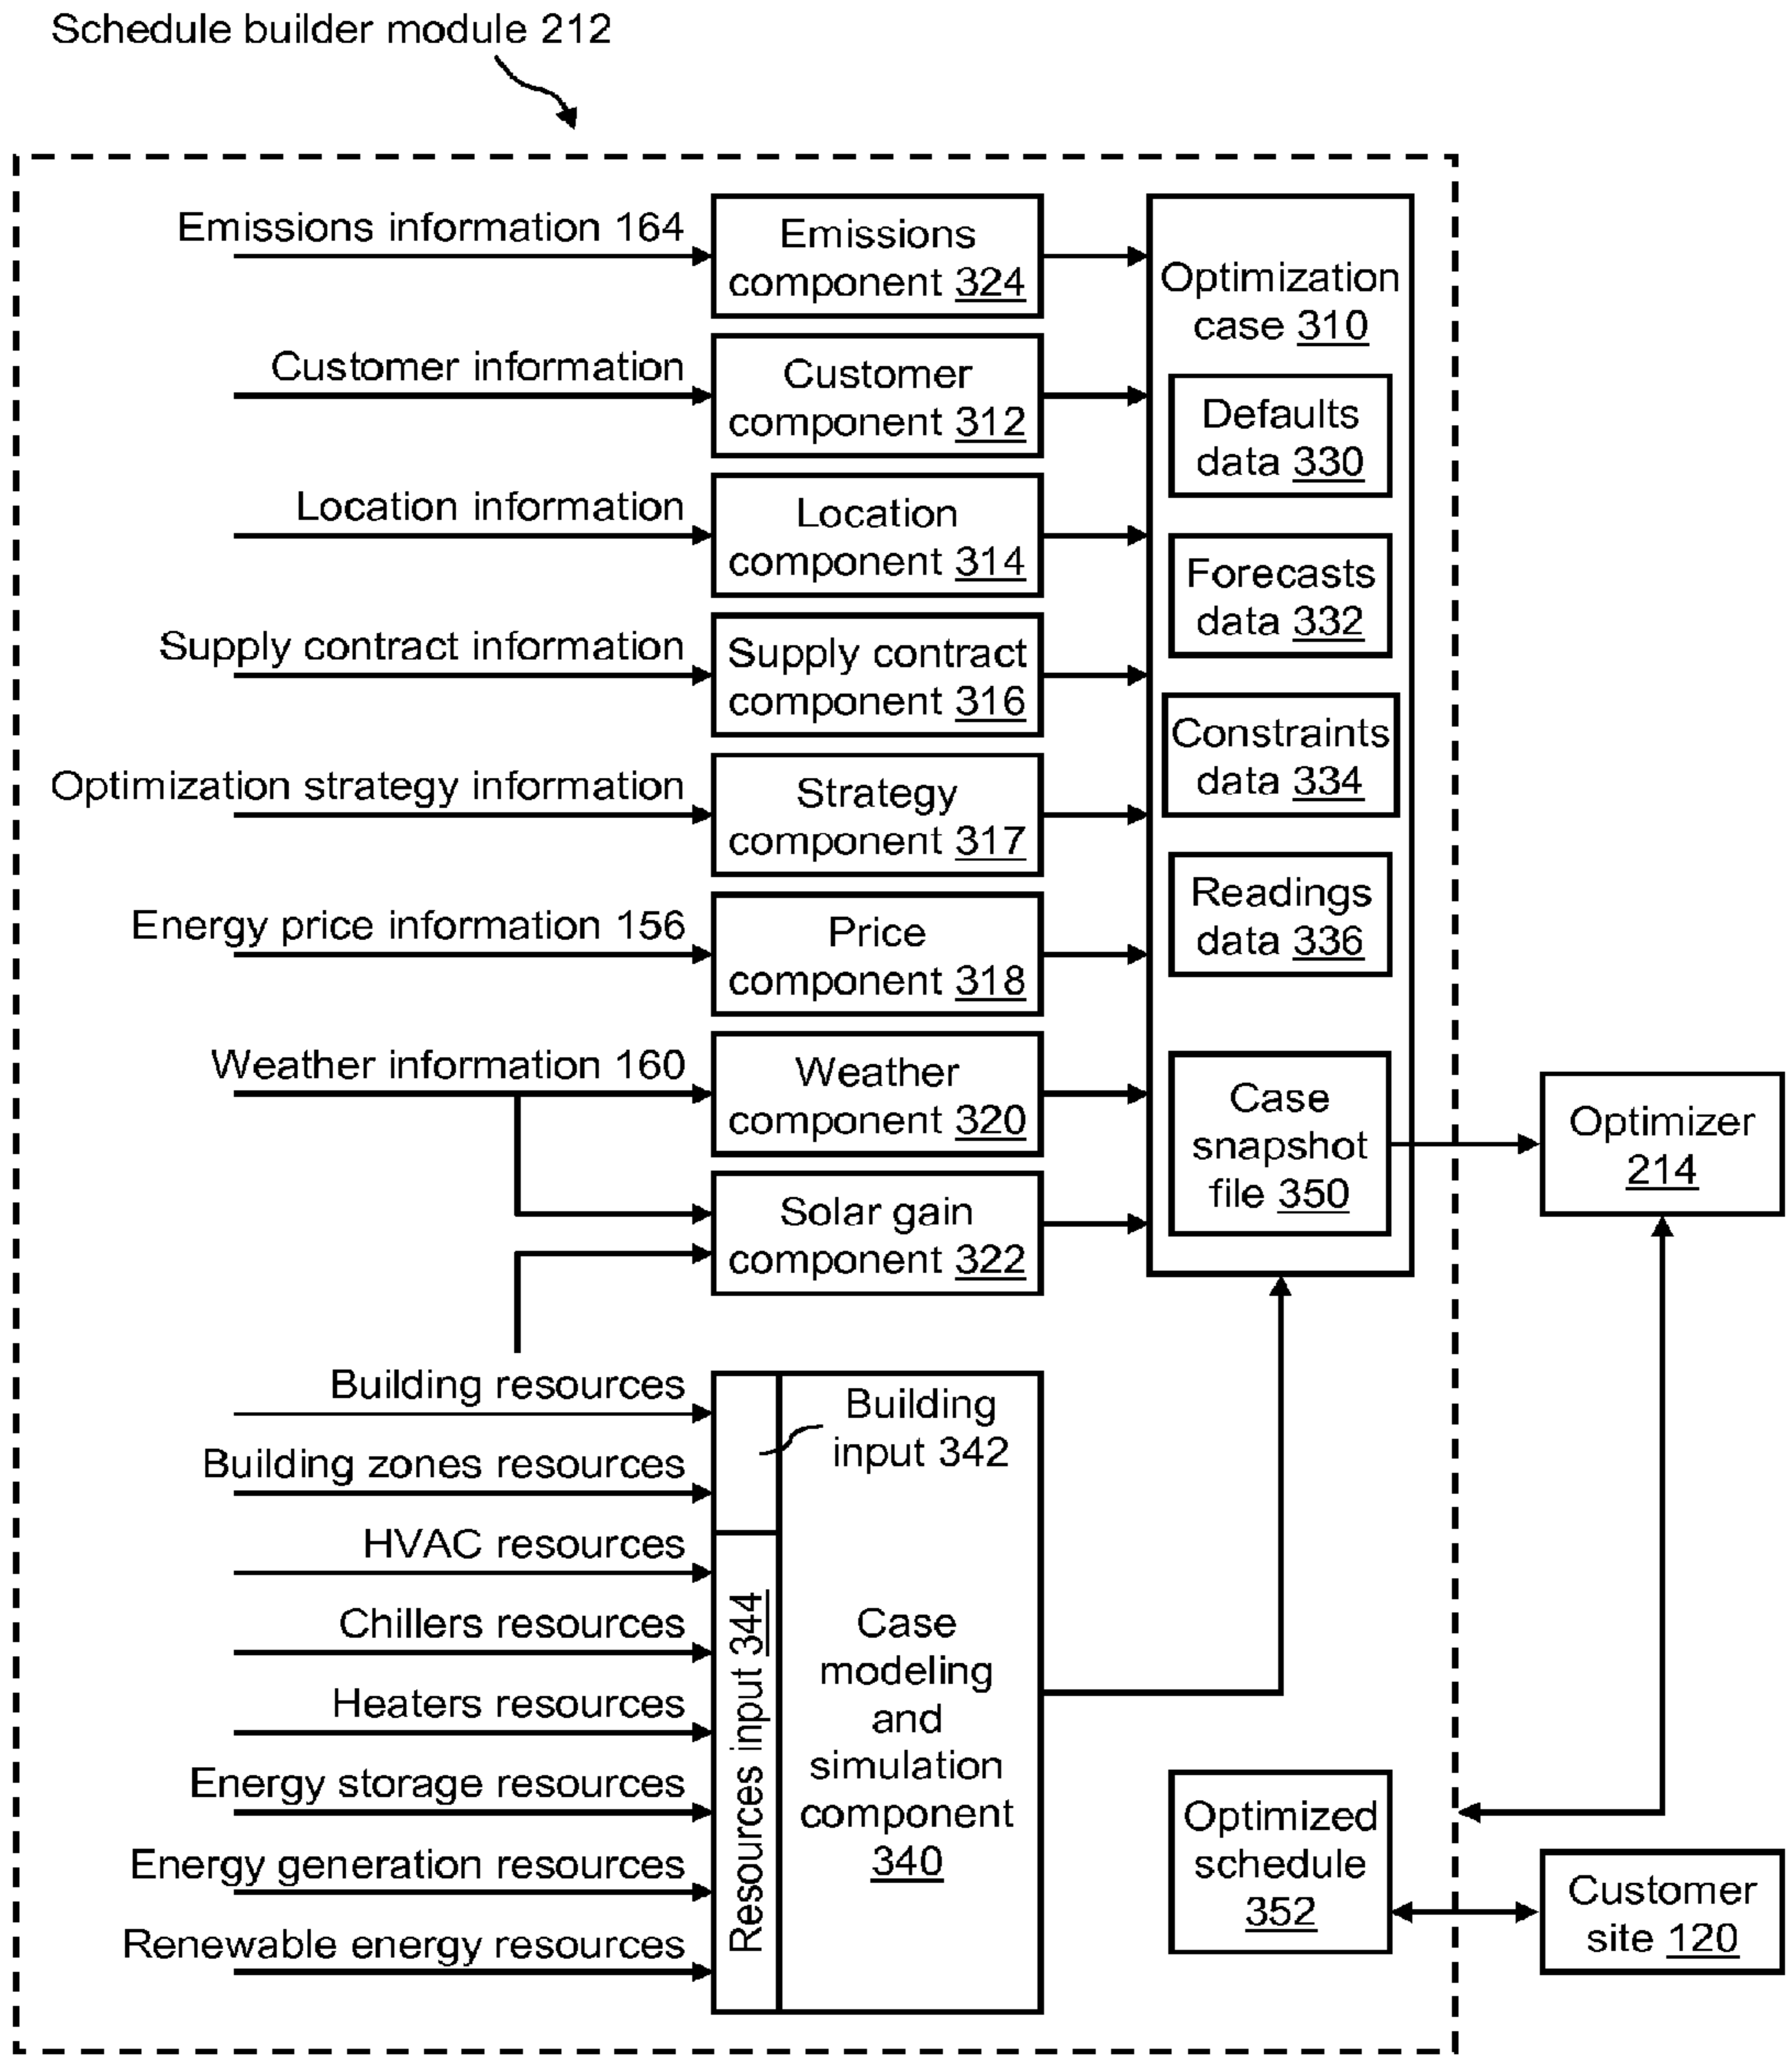 Schedule builder module 212
Emissions information 164
Emissions
component 324
Customer information
Customer
component 312
Location information
Location
component 314
Supply contract information
Supply contract
component 316
Optimization strategy information
Strategy
component 317
Energy price information 156
Price
component 318
Weather information 160
Weather
component 320
Solar gain
component 322
Optimization
case 310
Defaults
data 330
Forecasts
data 332
Constraints
data 334
Readings
data 336
Case
snapshot
file 350
Optimizer
214
Building resources
Building zones resources
HVAC resources
Chillers resources
Heaters resources
Energy storage resources
Energy generation resources
Renewable energy resources
Building
input 342
Resources input 344
Case
modeling
and
simulation
component
340
Optimized
schedule
352
Customer
site 120